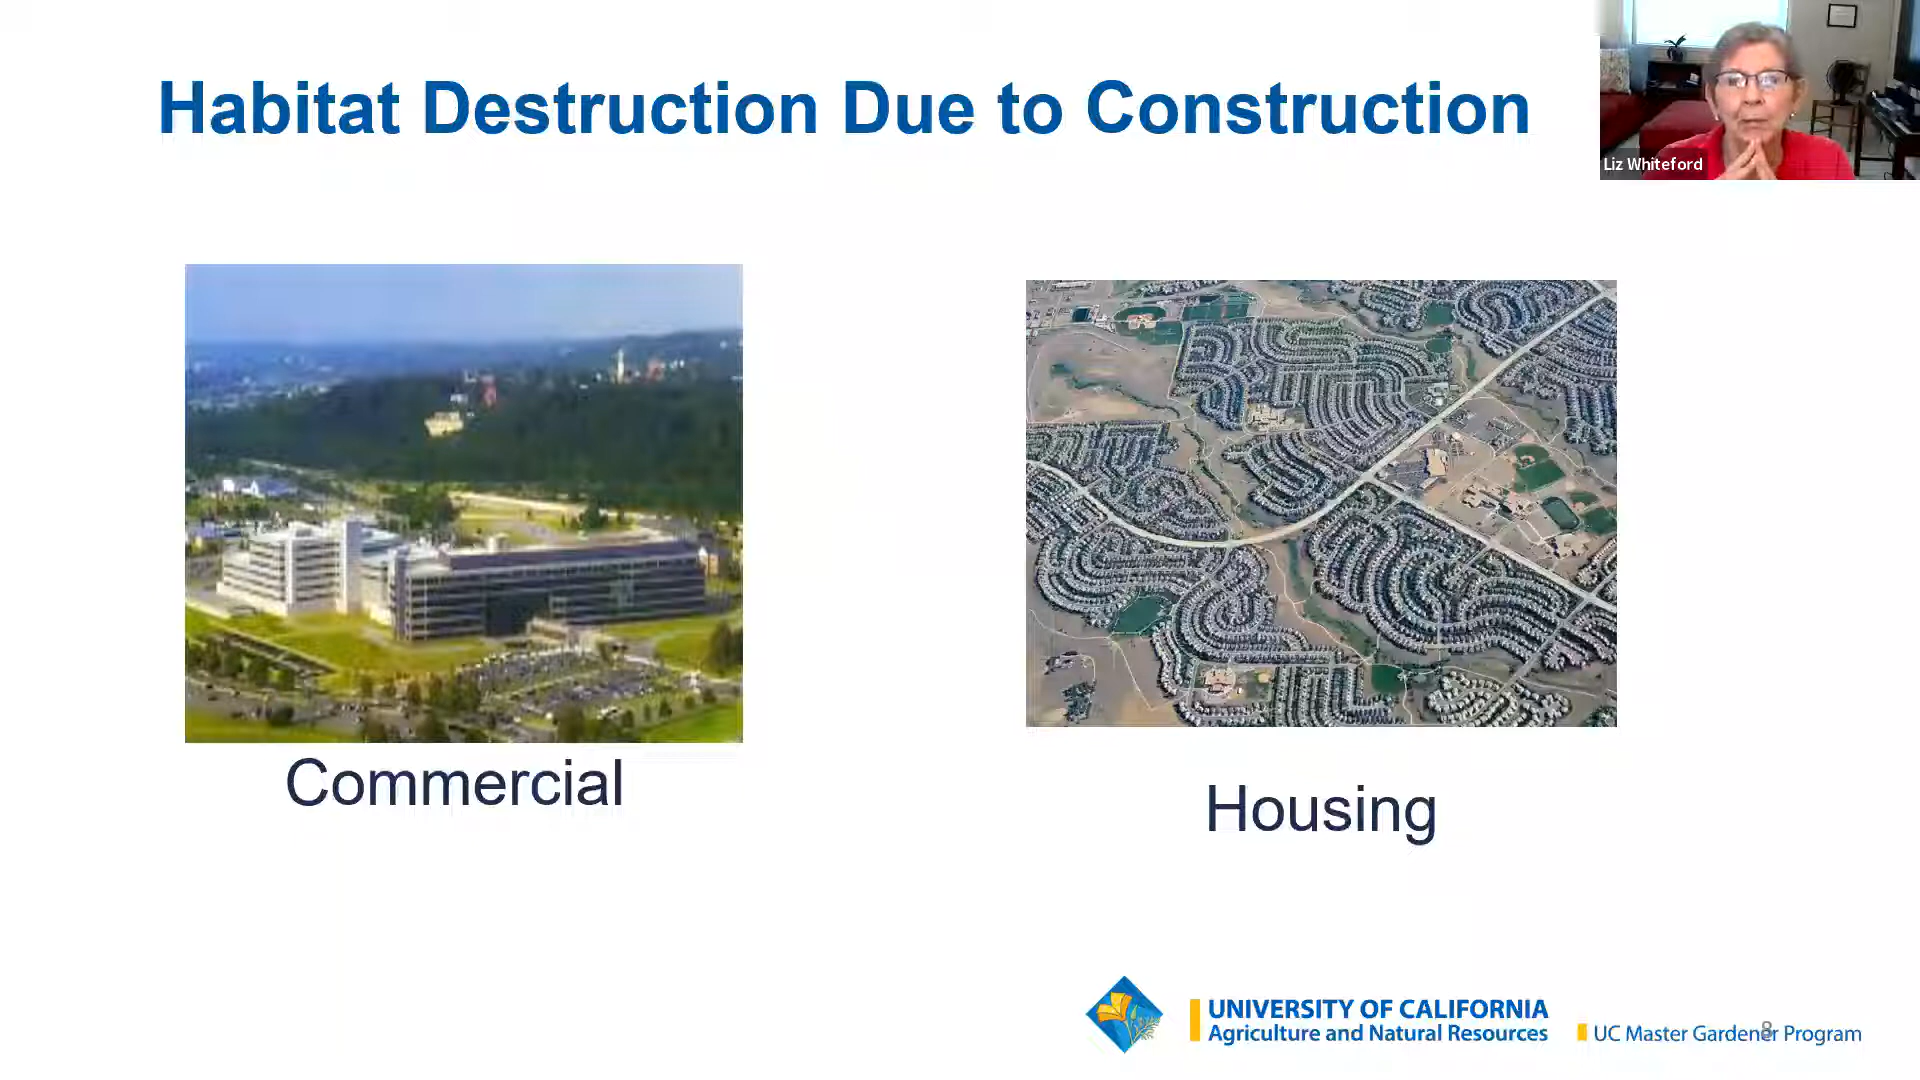 Habitat Destruction Due to Construction
Liz Whiteford
Commercial
Housing
UNIVERSITY OF CALIFORNIA
Agriculture and Natural Resources
UC Master Gardener Program
8